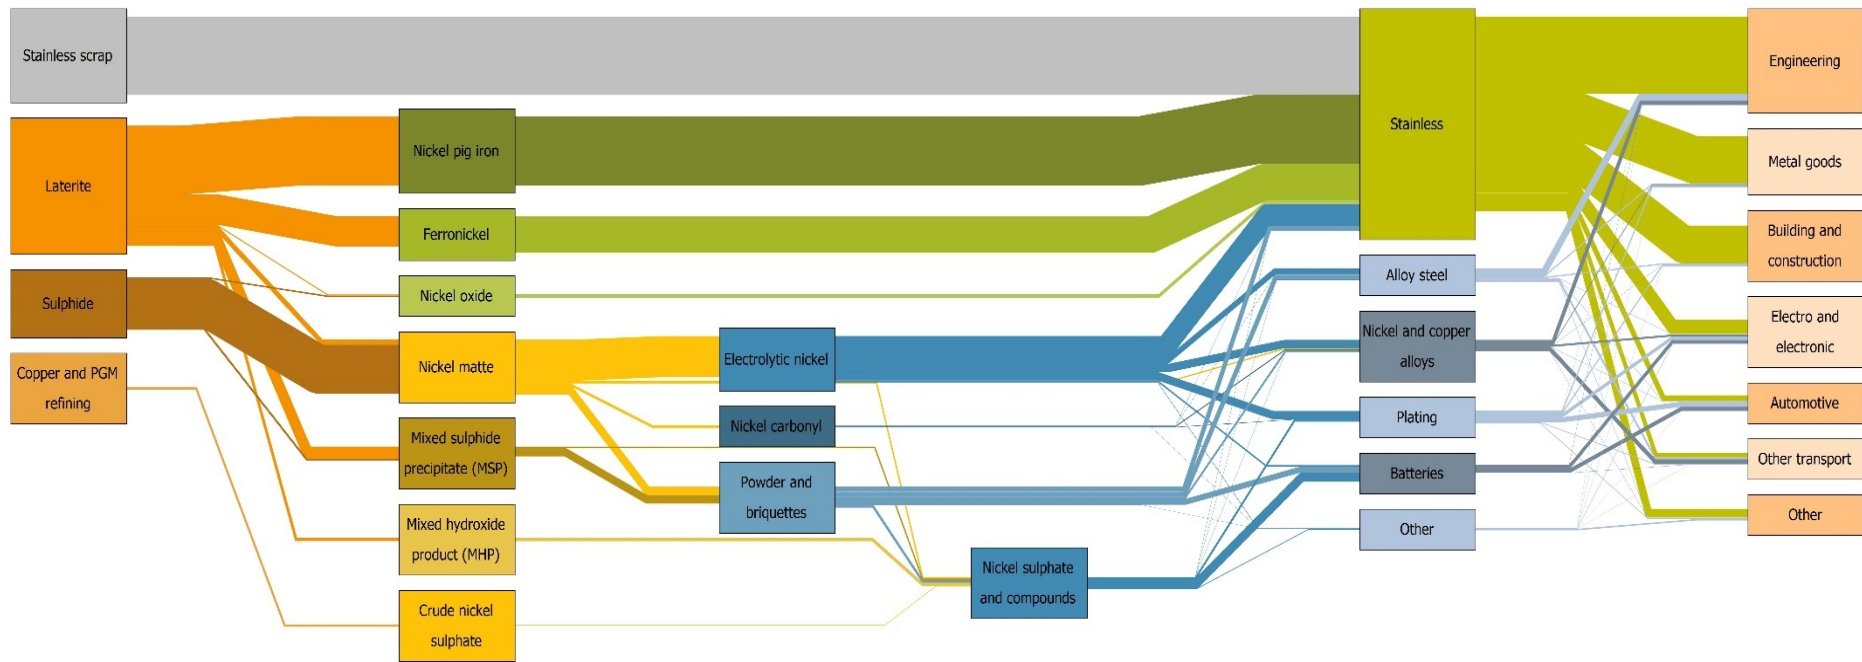 Stainless scrap
Laterite
Sulphide
Copper and PGM
refining
Nickel pig iron
Ferronickel
Nickel oxide
Nickel matte
Mixed sulphide
precipitate (MSP)
Mixed hydroxide
product (MHP)
Crude nickel
sulphate
Electrolytic nickel
Nickel carbonyl
Powder and
briquettes
Nickel sulphate
and compounds
Stainless
Alloy steel
Nickel and copper
alloys
Plating
Batteries
Other
Engineering
Metal goods
Building and
construction
Electro and
electronic
Automotive
Other transport
Other